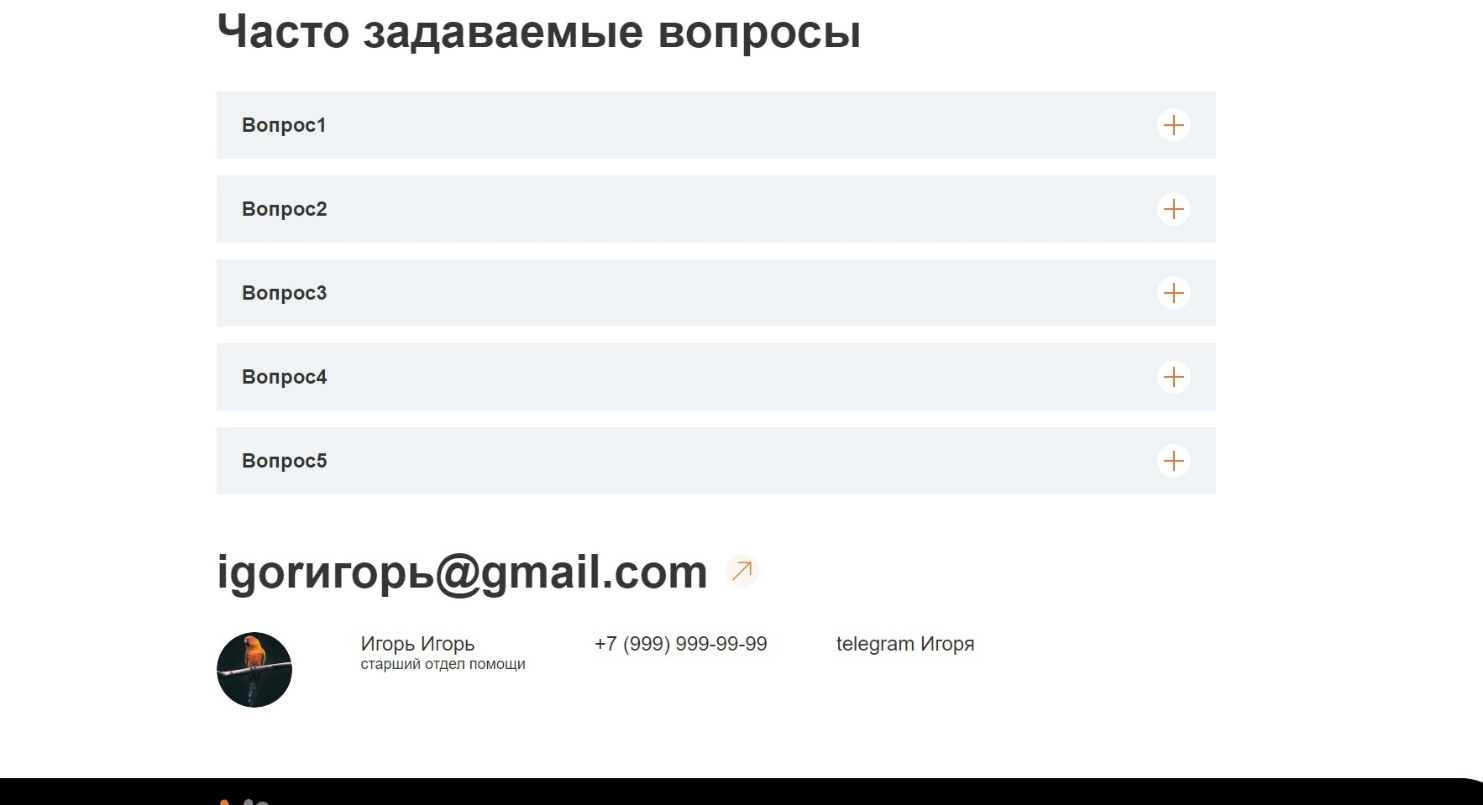 Часто задаваемые вопросы
Вопрос1
Вопрос2
Вопрос3
Вопрос4
Вопрос5
igorигорь@gmail.com
Игорь Игорь +7 (999) 999-99-99 telegram Игоря
старший отдел помощи